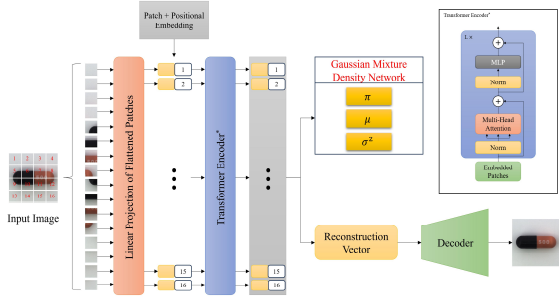 Patch + Positional
Embedding
Transformer Encoder*
L ×
+
MLP
Norm
+
Multi-Head
Attention
Norm
Embedded
Patches
Gaussian Mixture
Density Network
π
μ
σ²
Linear Projection of Flattened Patches
Transformer Encoder*
1 1
2 2
15 15
16 16
1 2 3 4
13 14 15 16
Input Image
Reconstruction
Vector
Decoder